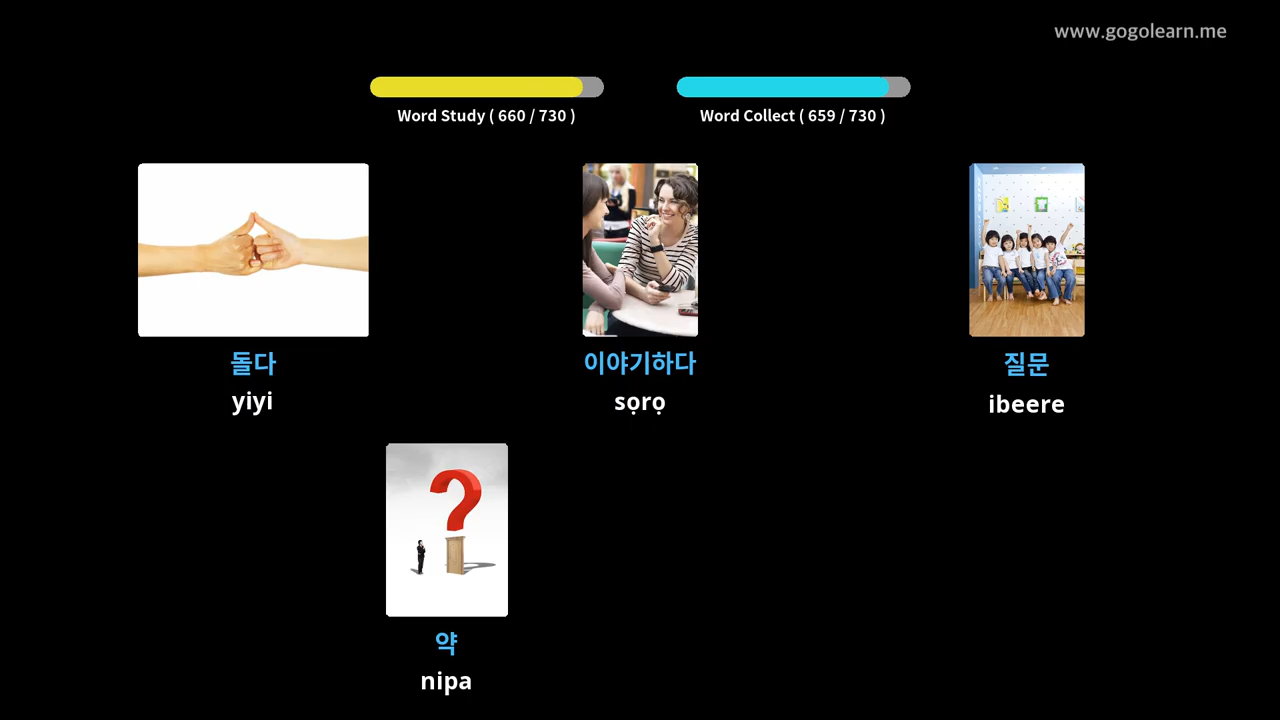 www.gogolearn.me
Word Study ( 660 / 730 )
Word Collect ( 659 / 730 )
돌다
yiyi
이야기하다
sọrọ
질문
ibeere
약
nipa